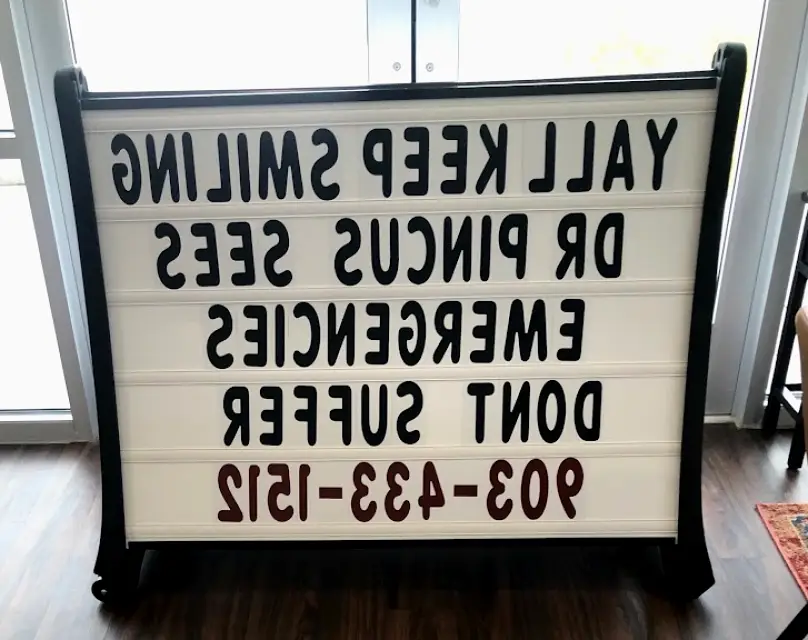 YALL KEEP SMILING
DR PINCUS SEES
EMERGENCIES
DONT SUFFER
903-433-1512